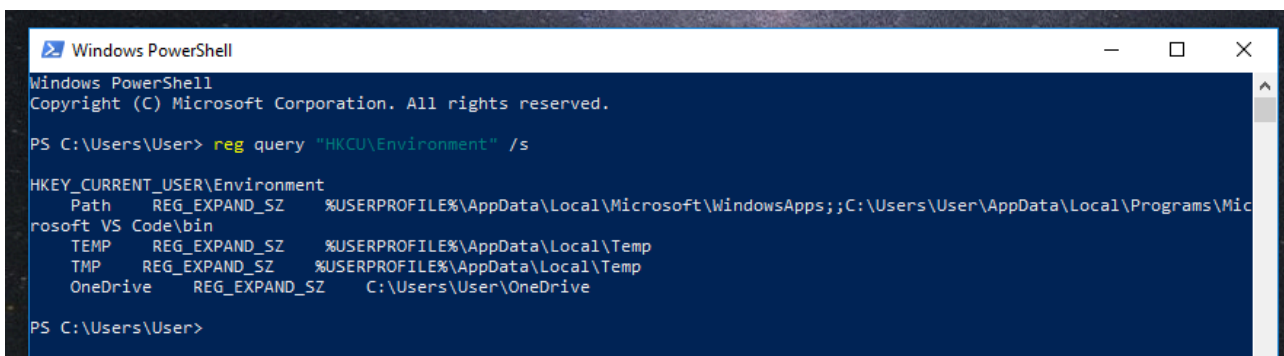 Windows PowerShell
Windows PowerShell
Copyright (C) Microsoft Corporation. All rights reserved.
PS C:\Users\User> reg query "HKCU\Environment" /s
HKEY_CURRENT_USER\Environment
    Path    REG_EXPAND_SZ    %USERPROFILE%\AppData\Local\Microsoft\WindowsApps;;C:\Users\User\AppData\Local\Programs\Mic
rosoft VS Code\bin
    TEMP    REG_EXPAND_SZ    %USERPROFILE%\AppData\Local\Temp
    TMP    REG_EXPAND_SZ    %USERPROFILE%\AppData\Local\Temp
    OneDrive    REG_EXPAND_SZ    C:\Users\User\OneDrive
PS C:\Users\User>